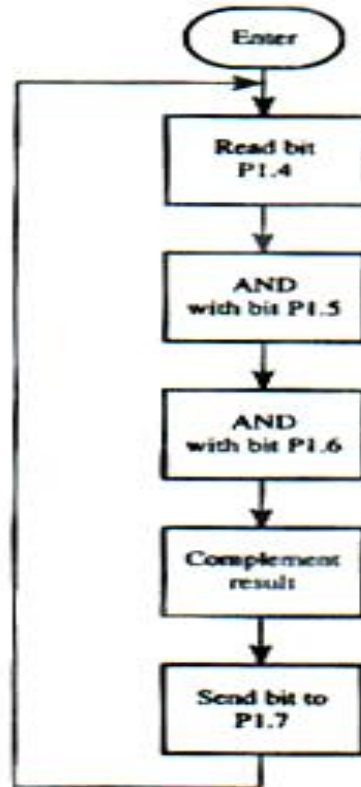 Enter
Read bit
P1.4
AND
with bit P1.5
AND
with bit P1.6
Complement
result
Send bit to
P1.7